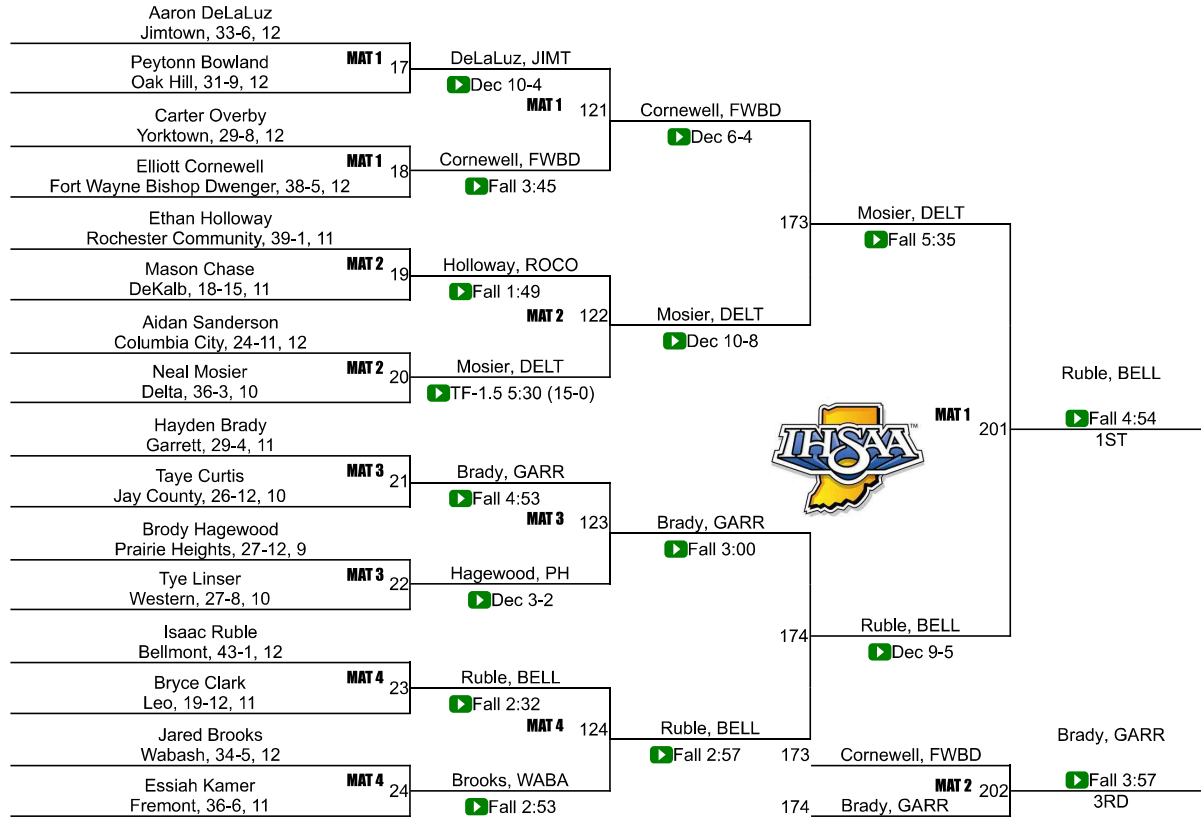 Aaron DeLaLuz
Jimtown, 33-6, 12
MAT 1 17
Peytonn Bowland
Oak Hill, 31-9, 12
DeLaLuz, JIMT
Dec 10-4
MAT 1 121
Carter Overby
Yorktown, 29-8, 12
MAT 1 18
Elliott Cornewell
Fort Wayne Bishop Dwenger, 38-5, 12
Cornewell, FWBD
Fall 3:45
Cornewell, FWBD
Dec 6-4
173
Ethan Holloway
Rochester Community, 39-1, 11
MAT 2 19
Mason Chase
DeKalb, 18-15, 11
Holloway, ROCO
Fall 1:49
MAT 2 122
Aidan Sanderson
Columbia City, 24-11, 12
MAT 2 20
Neal Mosier
Delta, 36-3, 10
Mosier, DELT
TF-1.5 5:30 (15-0)
Mosier, DELT
Dec 10-8
Mosier, DELT
Fall 5:35
Hayden Brady
Garrett, 29-4, 11
MAT 3 21
Taye Curtis
Jay County, 26-12, 10
Brady, GARR
Fall 4:53
MAT 3 123
Brody Hagewood
Prairie Heights, 27-12, 9
MAT 3 22
Tye Linser
Western, 27-8, 10
Hagewood, PH
Dec 3-2
Brady, GARR
Fall 3:00
174
Isaac Ruble
Bellmont, 43-1, 12
MAT 4 23
Bryce Clark
Leo, 19-12, 11
Ruble, BELL
Fall 2:32
MAT 4 124
Jared Brooks
Wabash, 34-5, 12
MAT 4 24
Essiah Kamer
Fremont, 36-6, 11
Brooks, WABA
Fall 2:53
Ruble, BELL
Fall 2:57
Ruble, BELL
Dec 9-5
IHSAA™
MAT 1 201
Ruble, BELL
Fall 4:54
1ST
173 Cornewell, FWBD
MAT 2 202
174 Brady, GARR
Brady, GARR
Fall 3:57
3RD